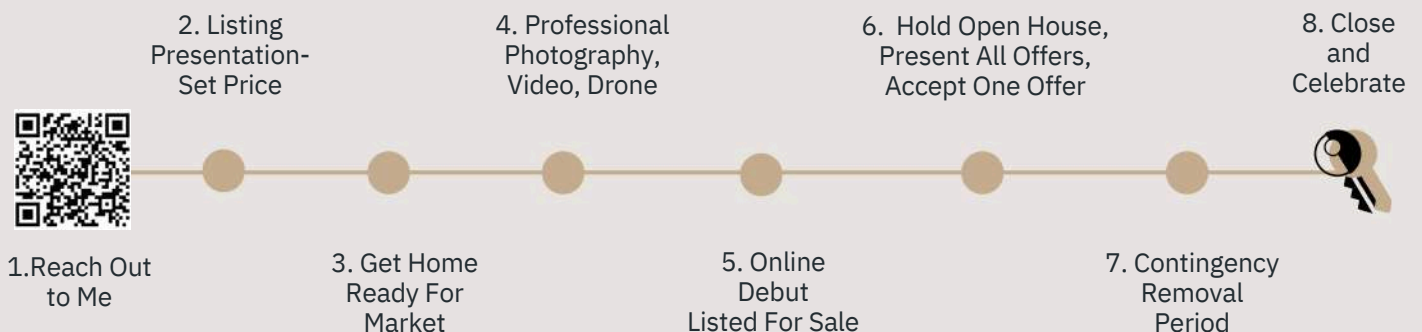 1.Reach Out
to Me
2. Listing
Presentation-
Set Price
3. Get Home
Ready For
Market
4. Professional
Photography,
Video, Drone
5. Online
Debut
Listed For Sale
6. Hold Open House,
Present All Offers,
Accept One Offer
7. Contingency
Removal
Period
8. Close
and
Celebrate